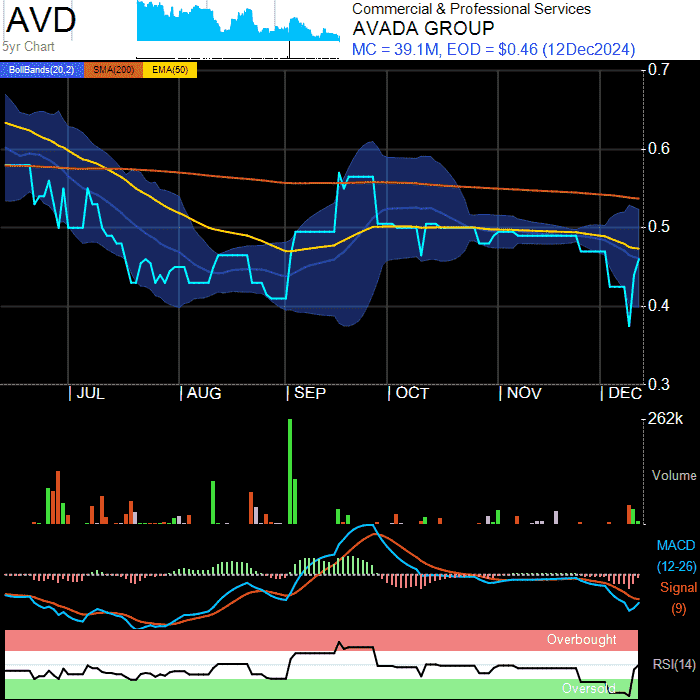 AVD
5yr Chart
Commercial & Professional Services
AVADA GROUP
MC = 39.1M, EOD = $0.46 (12Dec2024)
BollBands(20,2) SMA(200) EMA(50)
0.7
0.6
0.5
0.4
0.3
| JUL | AUG | SEP | OCT | NOV | DEC
262k
Volume
MACD
(12-26)
Signal
(9)
Overbought
RSI(14)
Oversold